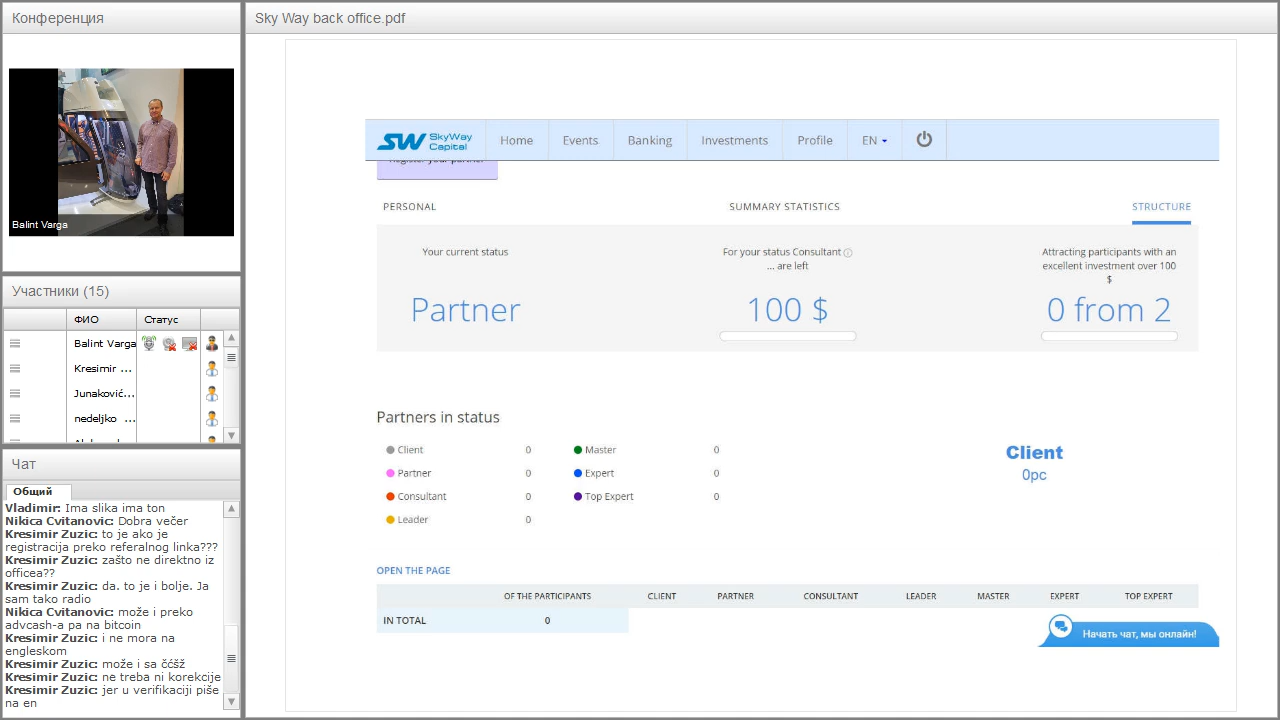 Конференция
Balint Varga
Участники (15)
ФИО Статус
Balint Varga
Kresimir ...
Junaković...
nedeljko ...
Чат
Общий
Vladimir: Ima slika ima ton
Nikica Cvitanovic: Dobra večer
Kresimir Zuzic: to je ako je
registracija preko referalnog linka???
Kresimir Zuzic: zašto ne direktno iz
officea??
Kresimir Zuzic: da. to je i bolje. Ja
sam tako radio
Nikica Cvitanovic: može i preko
advcash-a pa na bitcoin
Kresimir Zuzic: i ne mora na
engleskom
Kresimir Zuzic: može i sa čćšž
Kresimir Zuzic: ne treba ni korekcije
Kresimir Zuzic: jer u verifikaciji piše
na en
Sky Way back office.pdf
SW SkyWay Capital Home Events Banking Investments Profile EN
Register your partner
PERSONAL SUMMARY STATISTICS STRUCTURE
Your current status
Partner
For your status Consultant
... are left
100 $
Attracting participants with an
excellent investment over 100
$
0 from 2
Partners in status
Client 0 Master 0
Partner 0 Expert 0
Consultant 0 Top Expert 0
Leader 0
Client
0pc
OPEN THE PAGE
OF THE PARTICIPANTS CLIENT PARTNER CONSULTANT LEADER MASTER EXPERT TOP EXPERT
IN TOTAL 0
Начать чат, мы онлайн!